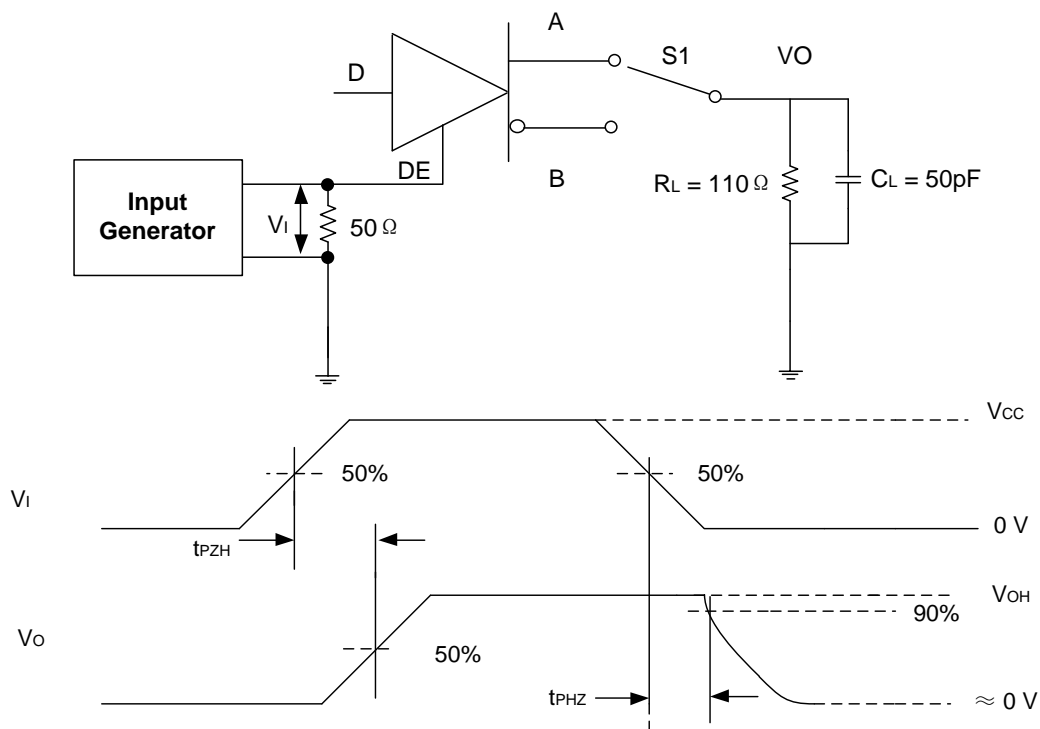 A
S1
VO
D
DE
B
Input
Generator
VI
50 Ω
RL = 110 Ω
CL = 50pF
VCC
50%
50%
VI
0 V
tPZH
VOH
90%
VO
50%
tPHZ
≈ 0 V